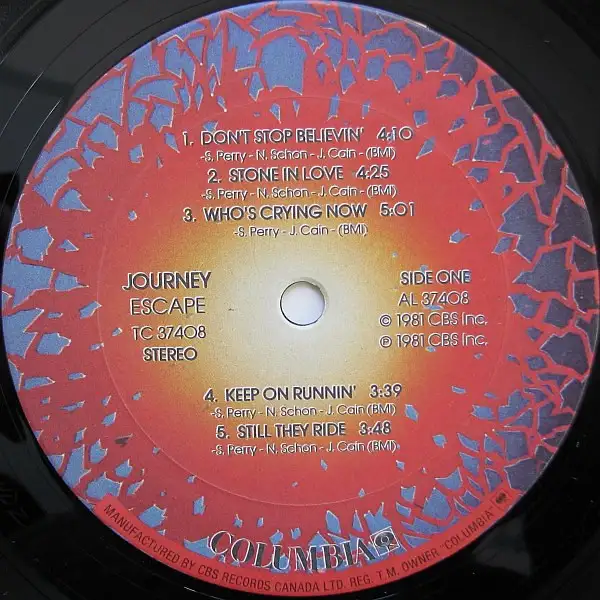 1. DON'T STOP BELIEVIN' 4:10
-S. Perry - N. Schon - J. Cain - (BMI)
2. STONE IN LOVE 4:25
-S. Perry - N. Schon - J. Cain - (BMI)
3. WHO'S CRYING NOW 5:01
-S. Perry - J. Cain - (BMI)
JOURNEY
ESCAPE
TC 37408
STEREO
SIDE ONE
AL 37408
© 1981 CBS Inc.
℗ 1981 CBS Inc.
4. KEEP ON RUNNIN' 3:39
-S. Perry - N. Schon - J. Cain (BMI)
5. STILL THEY RIDE 3:48
-S. Perry - N. Schon - J. Cain - (BMI)
COLUMBIA
MANUFACTURED BY CBS RECORDS CANADA LTD. REG. T.M. OWNER "COLUMBIA"